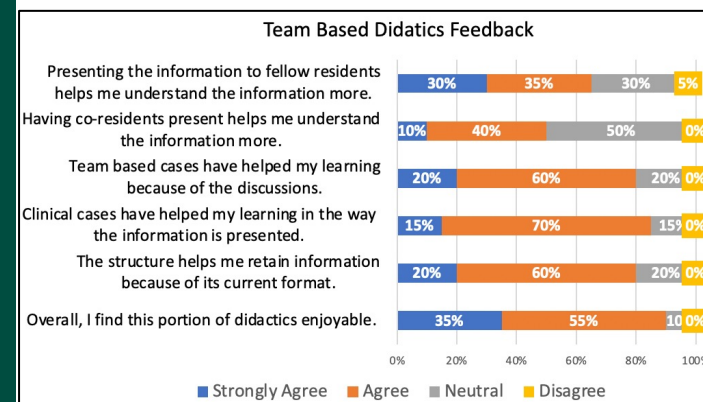 Team Based Didatics Feedback
Presenting the information to fellow residents
helps me understand the information more.
30% 35% 30% 5%
Having co-residents present helps me understand
the information more.
10% 40% 50% 0%
Team based cases have helped my learning
because of the discussions.
20% 60% 20% 0%
Clinical cases have helped my learning in the way
the information is presented.
15% 70% 15% 0%
The structure helps me retain information
because of its current format.
20% 60% 20% 0%
Overall, I find this portion of didactics enjoyable.
35% 55% 10 0%
0% 20% 40% 60% 80% 100%
Strongly Agree Agree Neutral Disagree